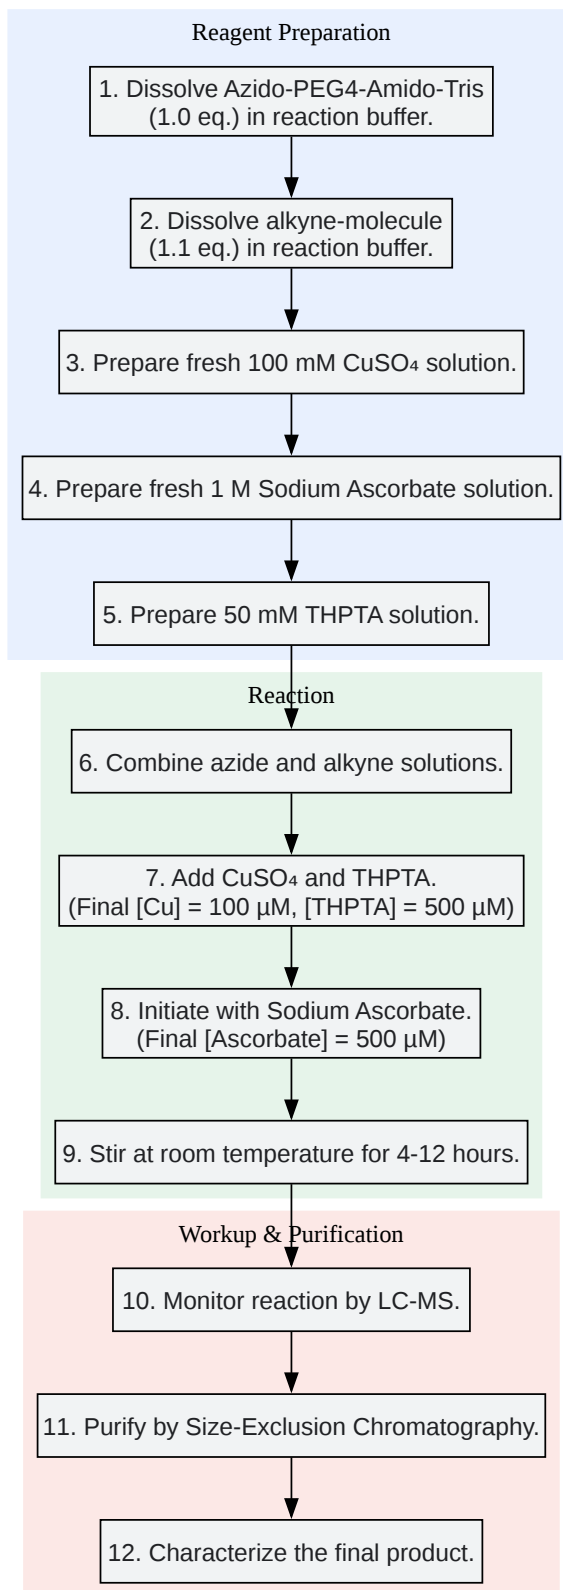 Reagent Preparation
1. Dissolve Azido-PEG4-Amido-Tris
(1.0 eq.) in reaction buffer.
2. Dissolve alkyne-molecule
(1.1 eq.) in reaction buffer.
3. Prepare fresh 100 mM CuSO₄ solution.
4. Prepare fresh 1 M Sodium Ascorbate solution.
5. Prepare 50 mM THPTA solution.
Reaction
6. Combine azide and alkyne solutions.
7. Add CuSO₄ and THPTA.
(Final [Cu] = 100 µM, [THPTA] = 500 µM)
8. Initiate with Sodium Ascorbate.
(Final [Ascorbate] = 500 µM)
9. Stir at room temperature for 4-12 hours.
Workup & Purification
10. Monitor reaction by LC-MS.
11. Purify by Size-Exclusion Chromatography.
12. Characterize the final product.